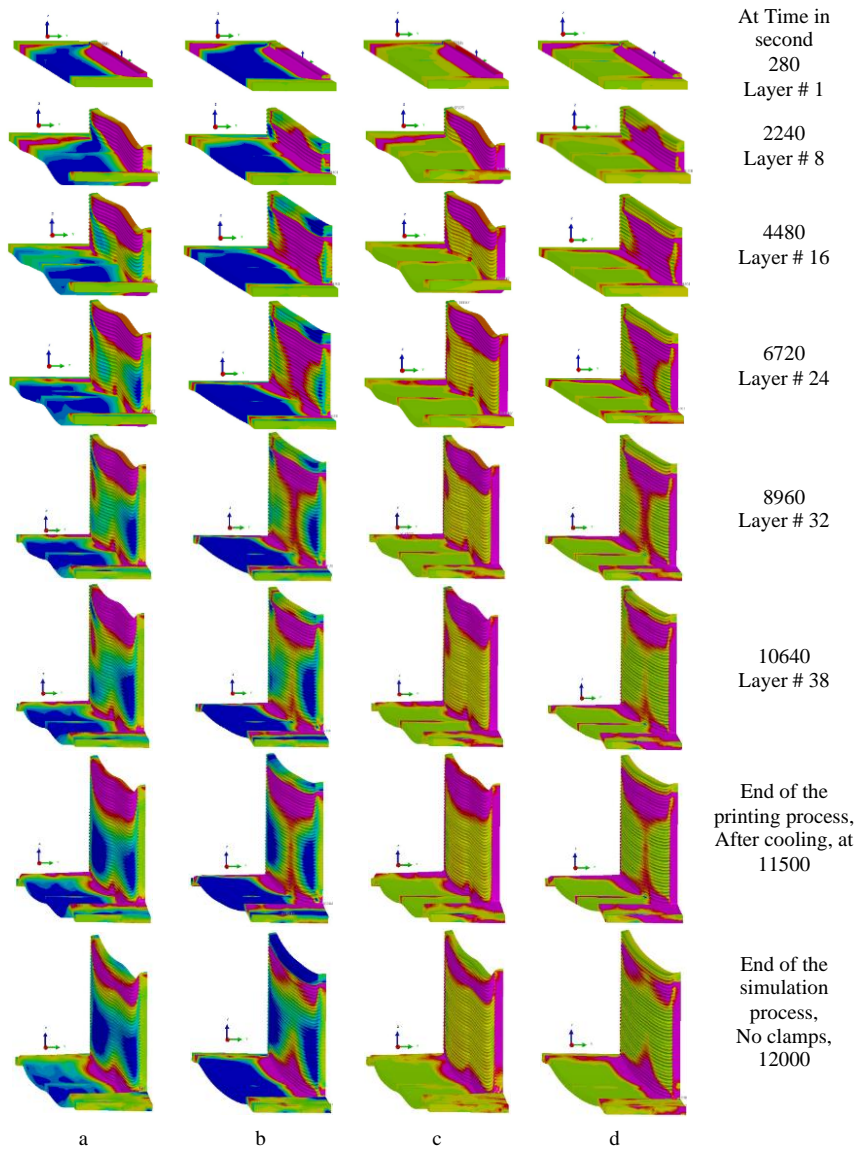 At Time in
second
280
Layer # 1
2240
Layer # 8
4480
Layer # 16
6720
Layer # 24
8960
Layer # 32
10640
Layer # 38
End of the
printing process,
After cooling, at
11500
End of the
simulation
process,
No clamps,
12000
a b c d